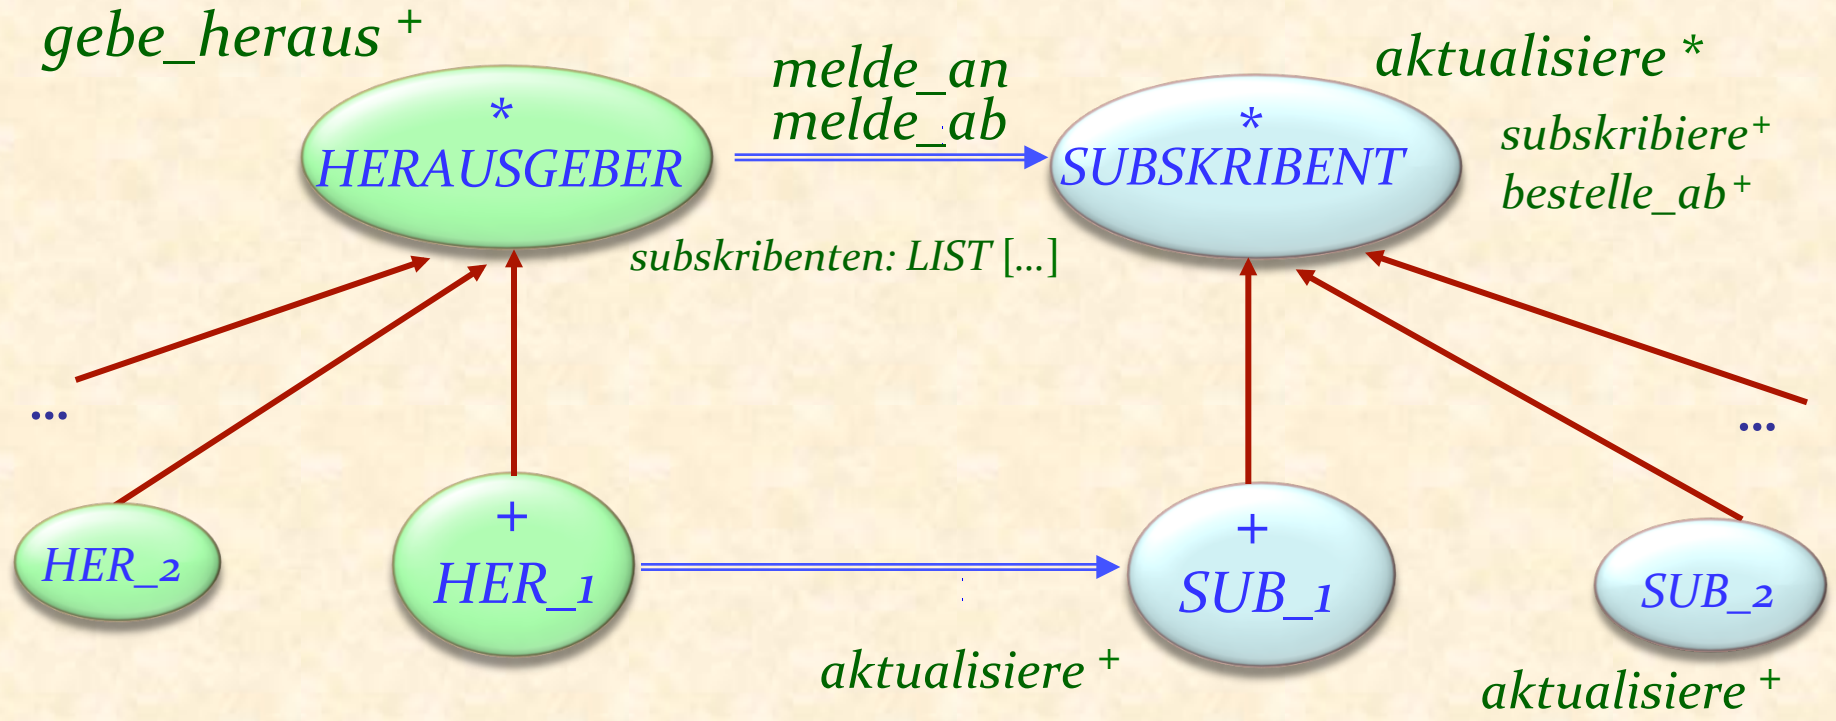 gebe_heraus +
melde_an
melde_ab
aktualisiere *
*
HERAUSGEBER
*
SUBSKRIBENT
subskribiere+
bestelle_ab+
subskribenten: LIST [...]
...
...
HER_2
+
HER_1
+
SUB_1
SUB_2
aktualisiere +
aktualisiere +